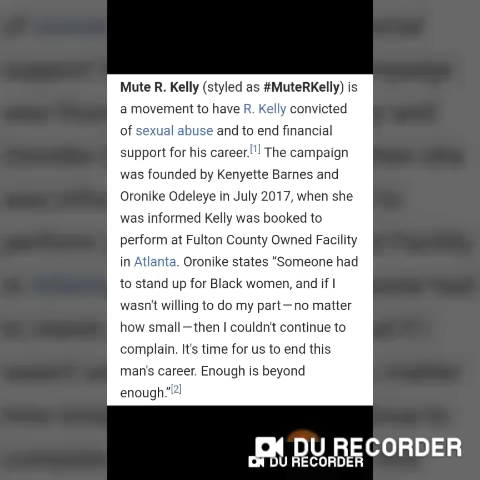 Mute R. Kelly (styled as #MuteRKelly) is
a movement to have R. Kelly convicted
of sexual abuse and to end financial
support for his career.[1] The campaign
was founded by Kenyette Barnes and
Oronike Odeleye in July 2017, when she
was informed Kelly was booked to
perform at Fulton County Owned Facility
in Atlanta. Oronike states “Someone had
to stand up for Black women, and if I
wasn't willing to do my part—no matter
how small—then I couldn't continue to
complain. It's time for us to end this
man's career. Enough is beyond
enough.”[2]
DU RECORDER
DU RECORDER